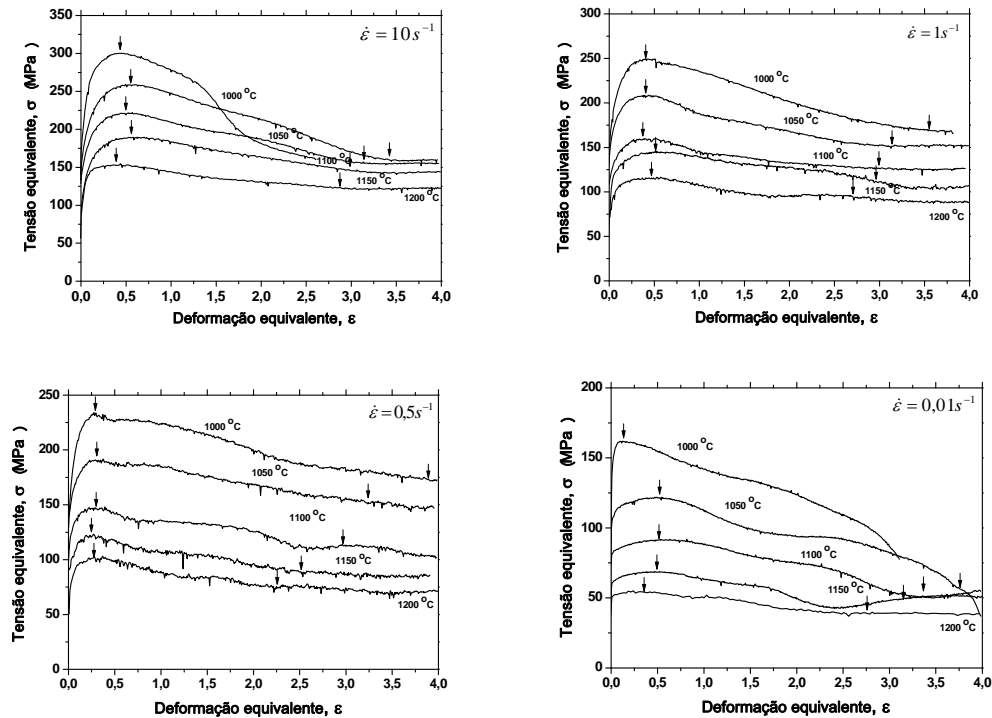 350
300
250
200
150
100
50
0
Tensão equivalente, σ (MPa)
ε̇ = 10s⁻¹
1000 °C
1050 °C
1100 °C
1150 °C
1200 °C
0,0 0,5 1,0 1,5 2,0 2,5 3,0 3,5 4,0
Deformação equivalente, ε
300
250
200
150
100
50
0
Tensão equivalente, σ (MPa)
ε̇ = 1s⁻¹
1000 °C
1050 °C
1100 °C
1150 °C
1200 °C
0,0 0,5 1,0 1,5 2,0 2,5 3,0 3,5 4,0
Deformação equivalente, ε
250
200
150
100
50
0
Tensão equivalente, σ (MPa)
ε̇ = 0,5s⁻¹
1000 °C
1050 °C
1100 °C
1150 °C
1200 °C
0,0 0,5 1,0 1,5 2,0 2,5 3,0 3,5 4,0
Deformação equivalente, ε
200
150
100
50
0
Tensão equivalente, σ (MPa)
ε̇ = 0,01s⁻¹
1000 °C
1050 °C
1100 °C
1150 °C
1200 °C
0,0 0,5 1,0 1,5 2,0 2,5 3,0 3,5 4,0
Deformação equivalente, ε